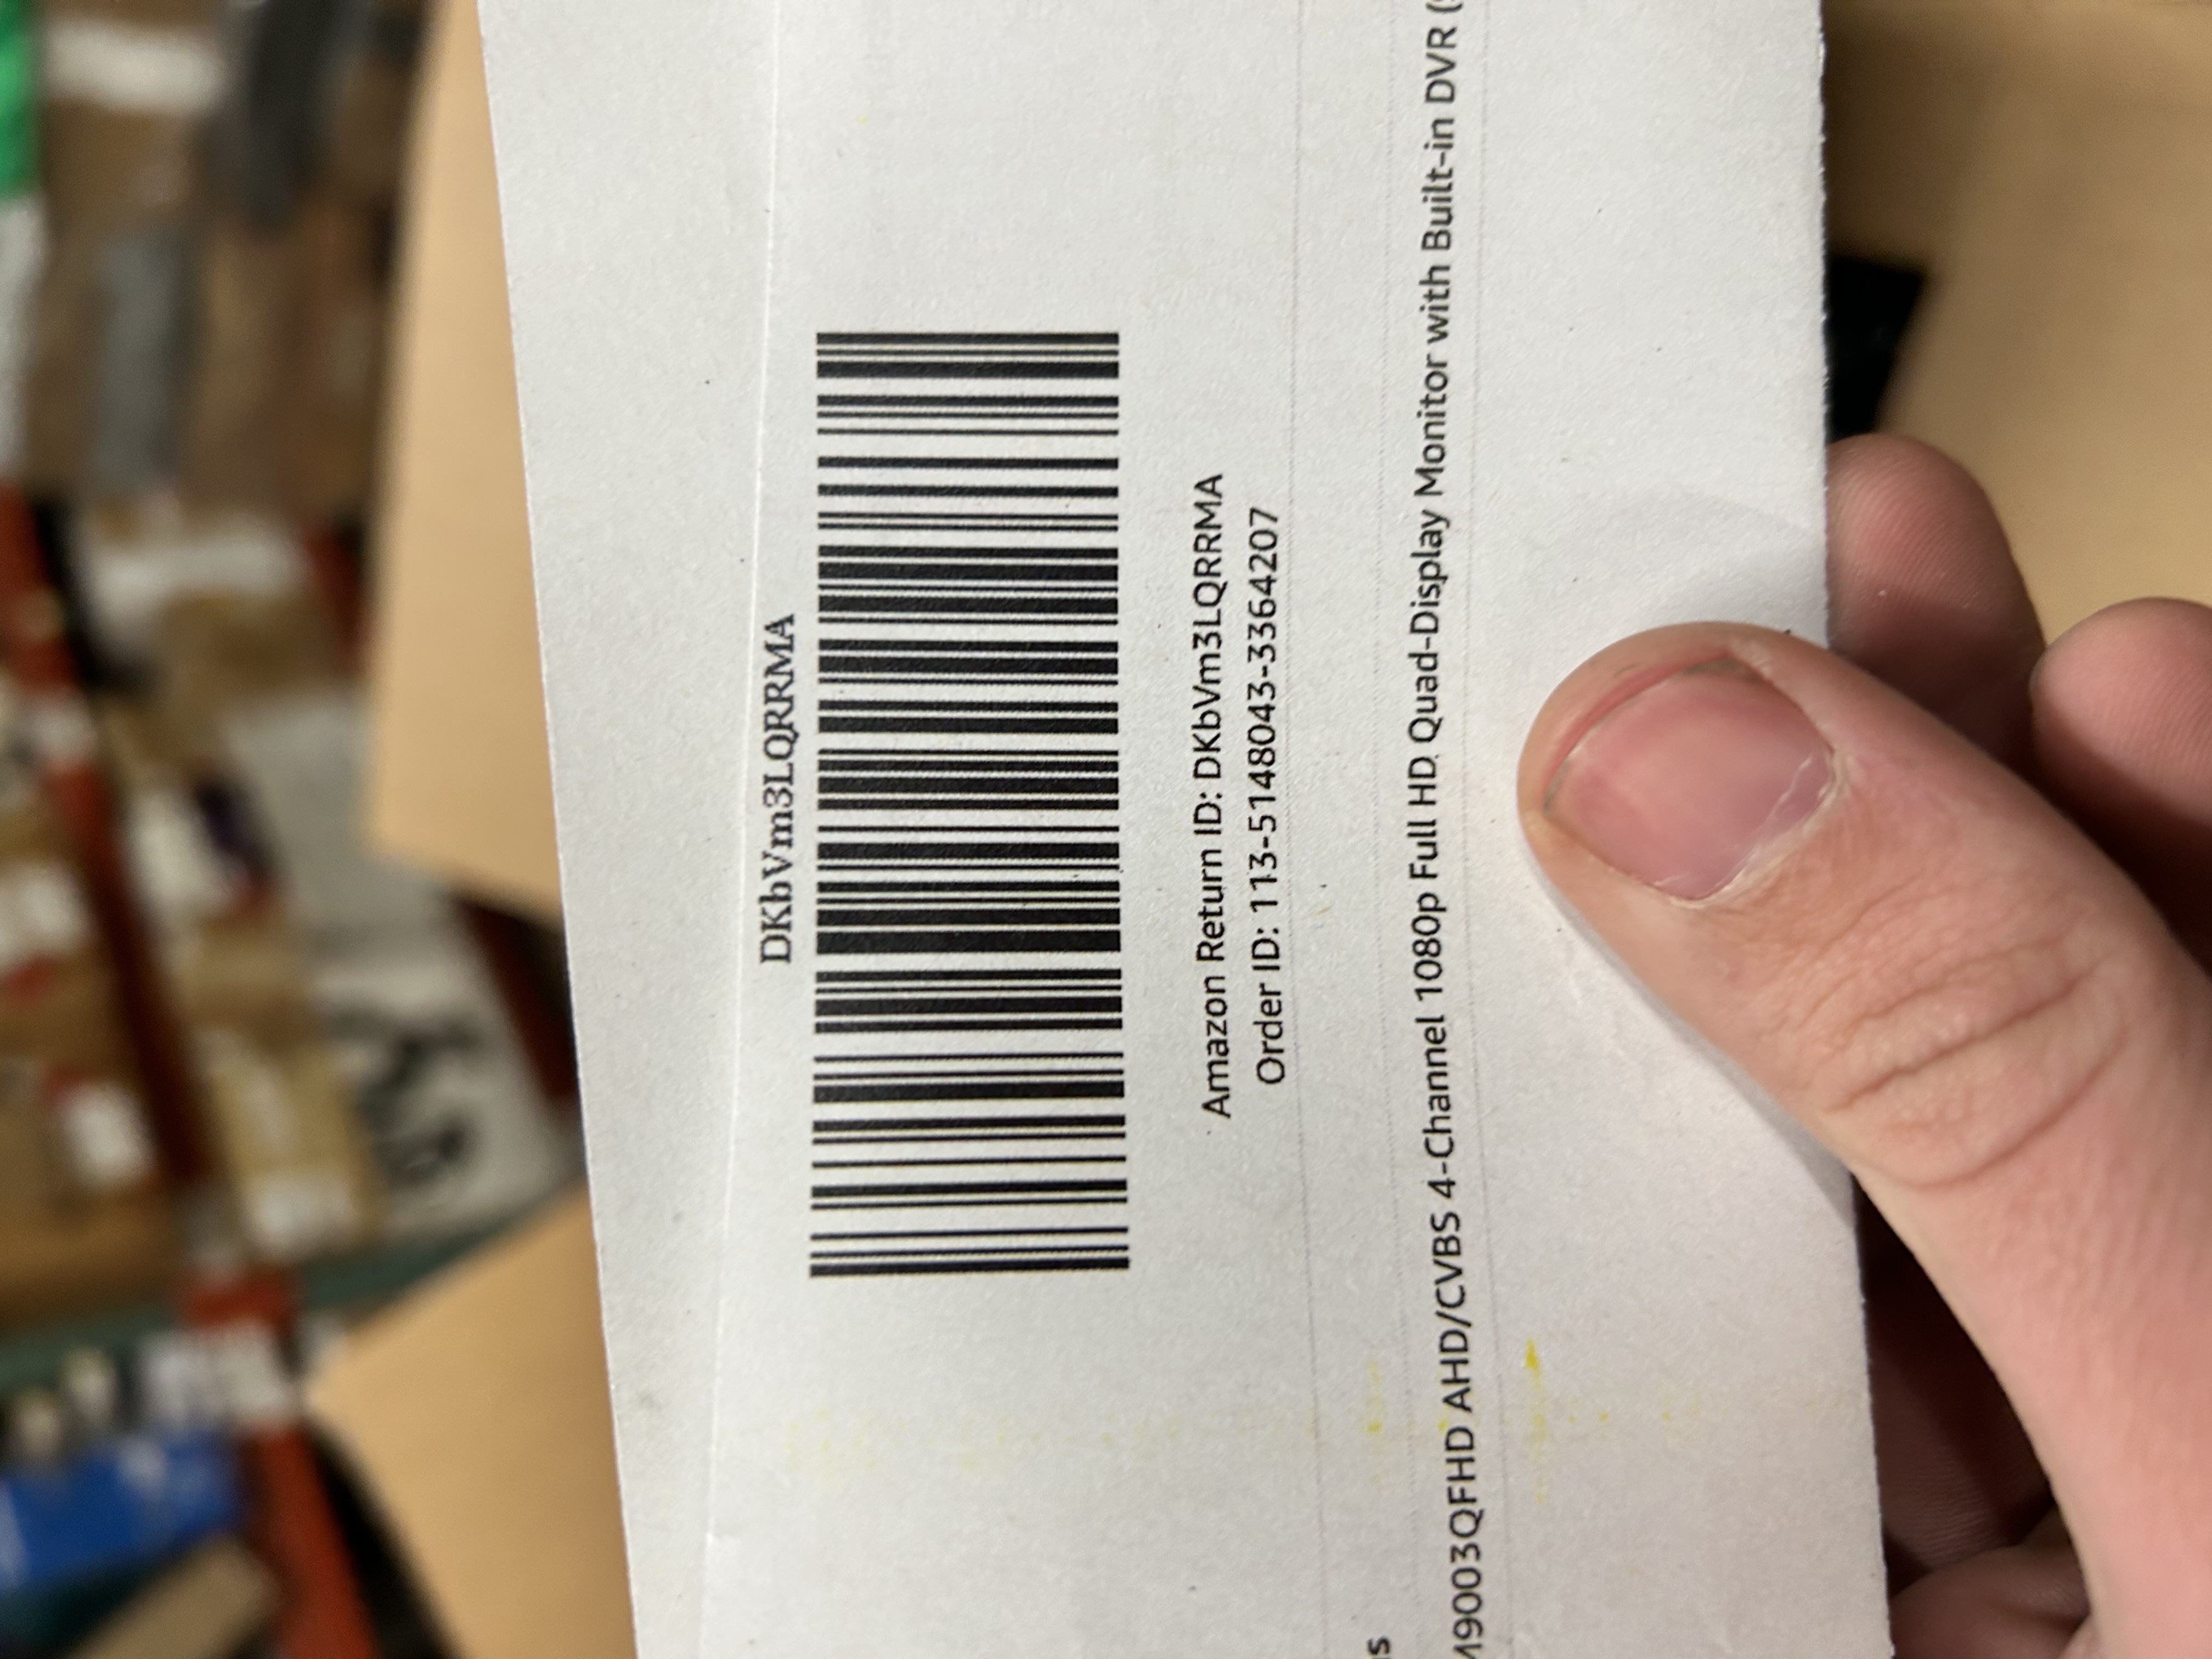 DKbVm3LQRRMA
Amazon Return ID: DKbVm3LQRRMA
Order ID: 113-5148043-3364207
M9003QFHD AHD/CVBS 4-Channel 1080p Full HD Quad-Display Monitor with Built-in DVR (